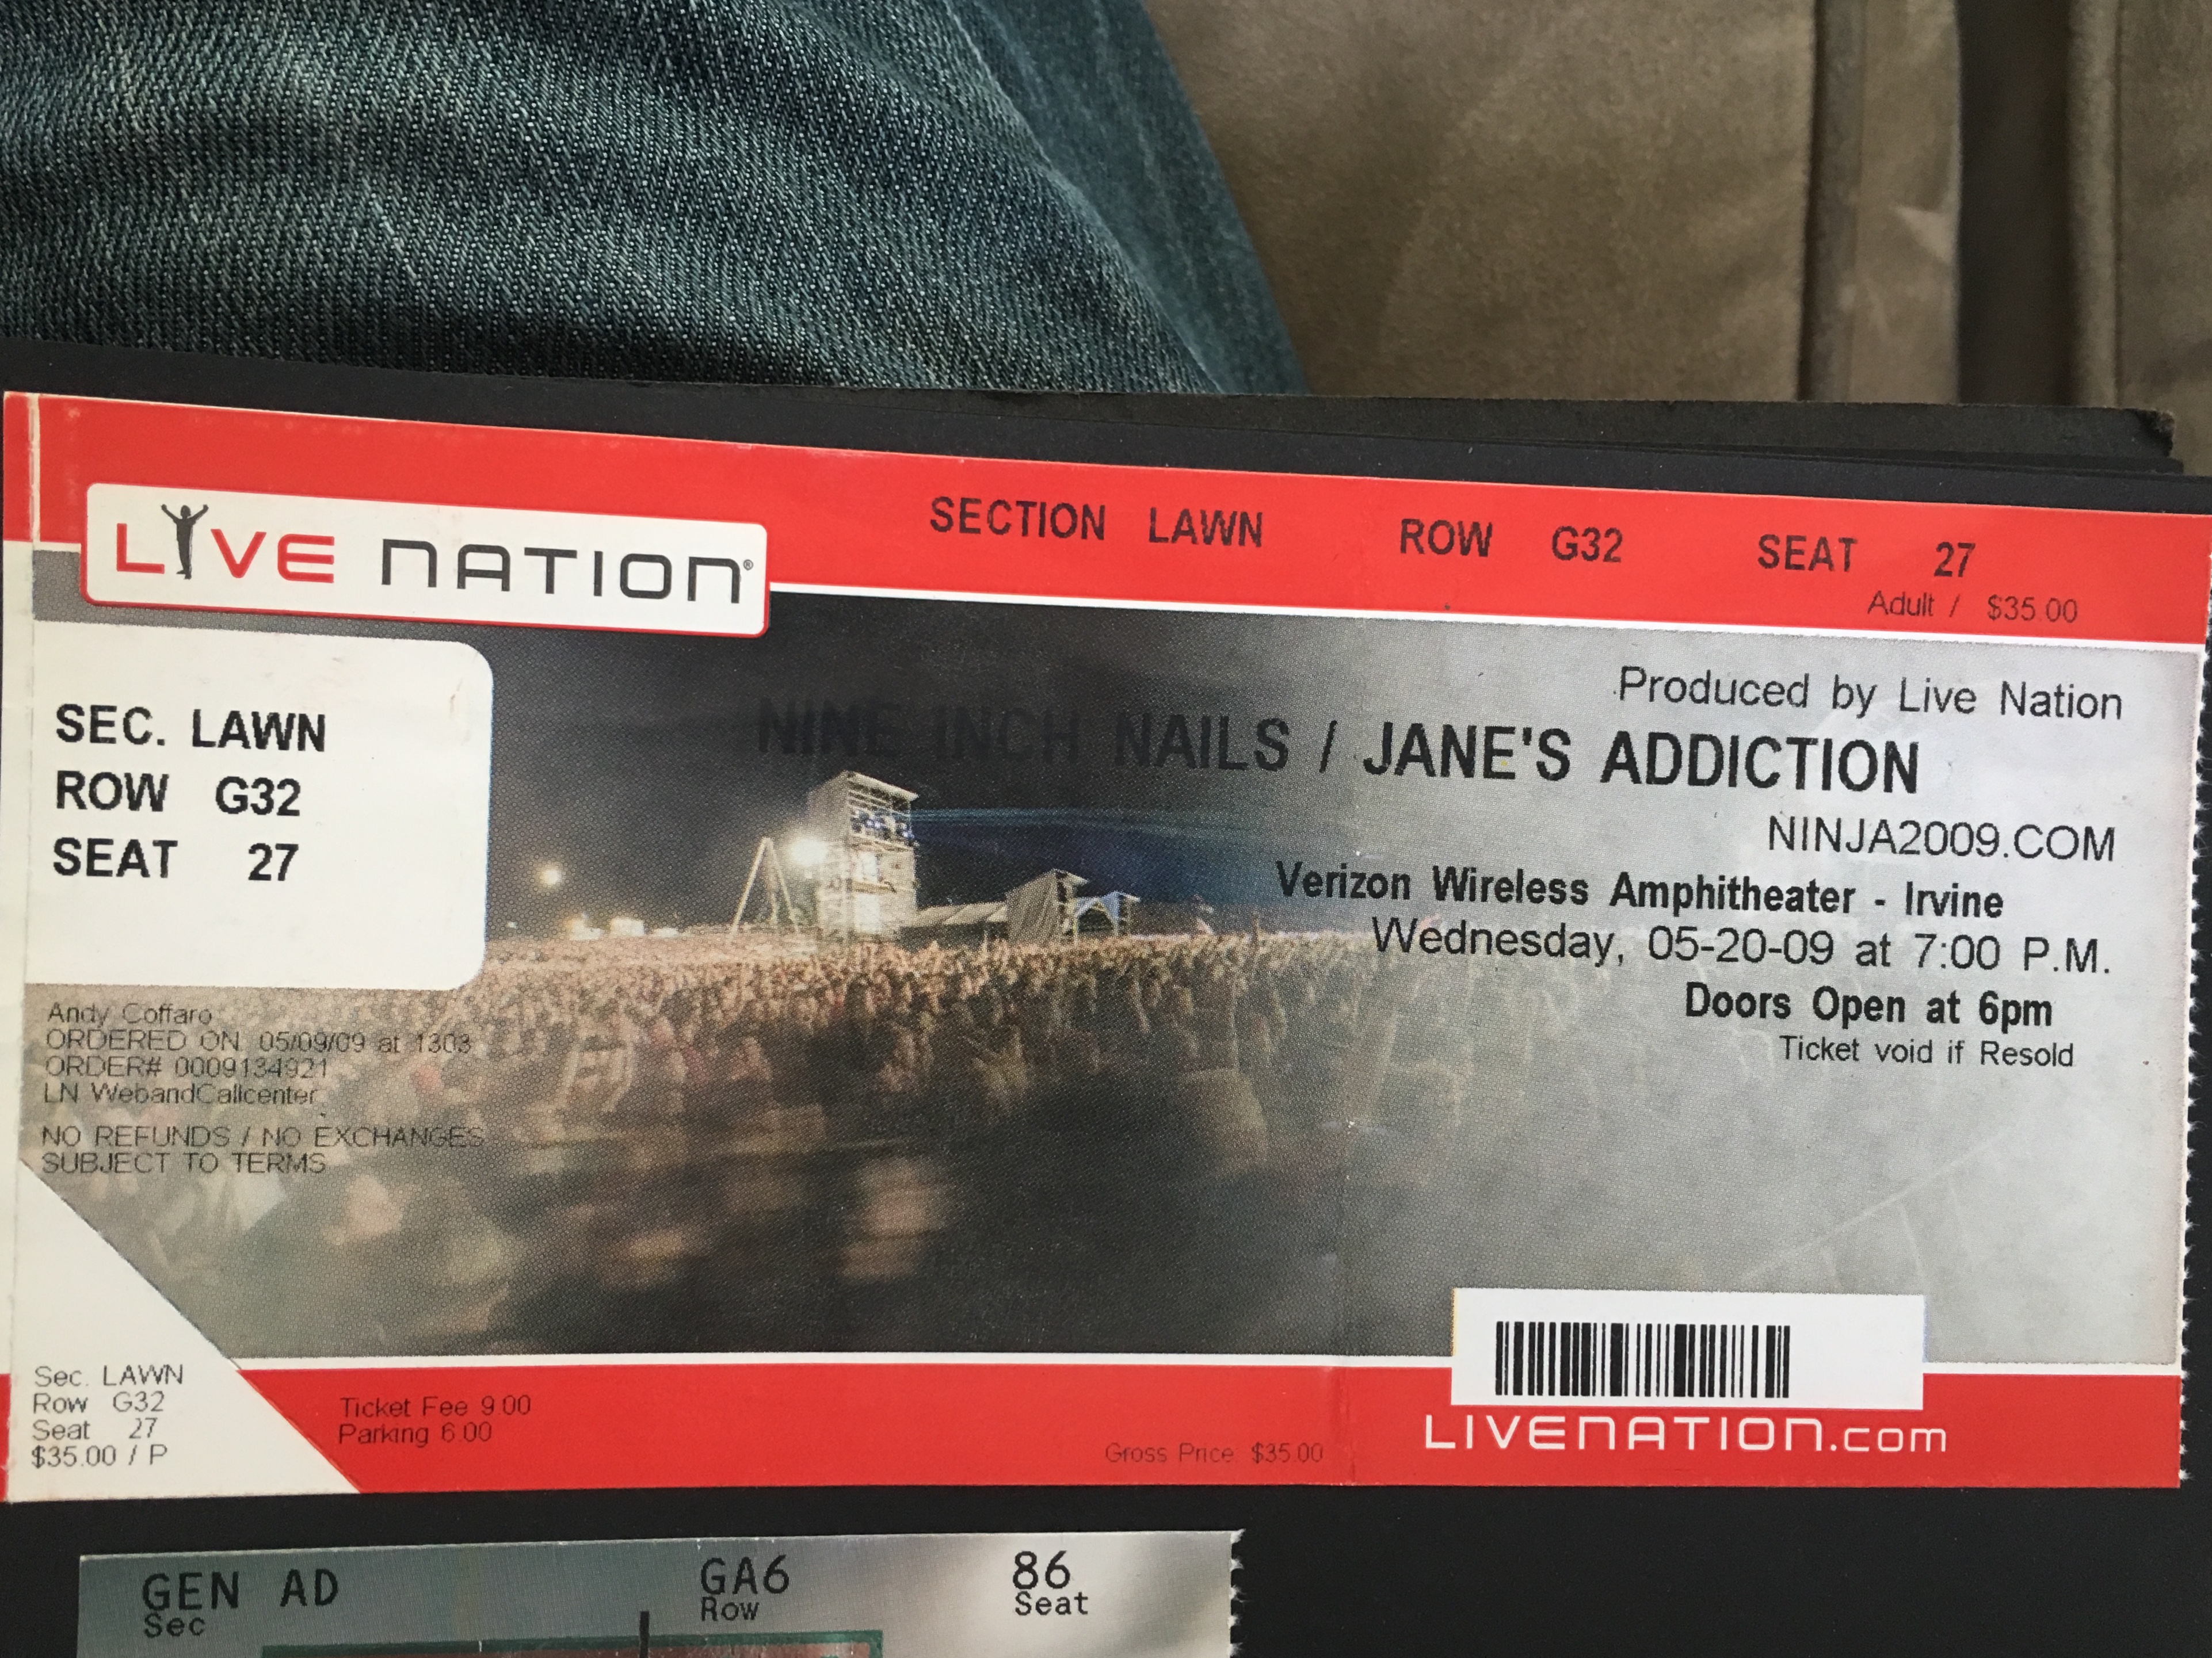 LIVE NATION®
SECTION LAWN ROW G32 SEAT 27
Adult / $35.00
SEC. LAWN
ROW G32
SEAT 27
Produced by Live Nation
NINE INCH NAILS / JANE'S ADDICTION
NINJA2009.COM
Verizon Wireless Amphitheater - Irvine
Wednesday, 05-20-09 at 7:00 P.M.
Doors Open at 6pm
Ticket void if Resold
Andy Coffaro
ORDERED ON 05/09/09 at 1303
ORDER# 0009134921
LN WebandCallcenter
NO REFUNDS / NO EXCHANGES
SUBJECT TO TERMS
Sec. LAWN
Row G32
Seat 27
$35.00 / P
Ticket Fee 9.00
Parking 6.00
Gross Price $35.00
LIVENATION.com
GEN AD GA6 86
Sec Row Seat